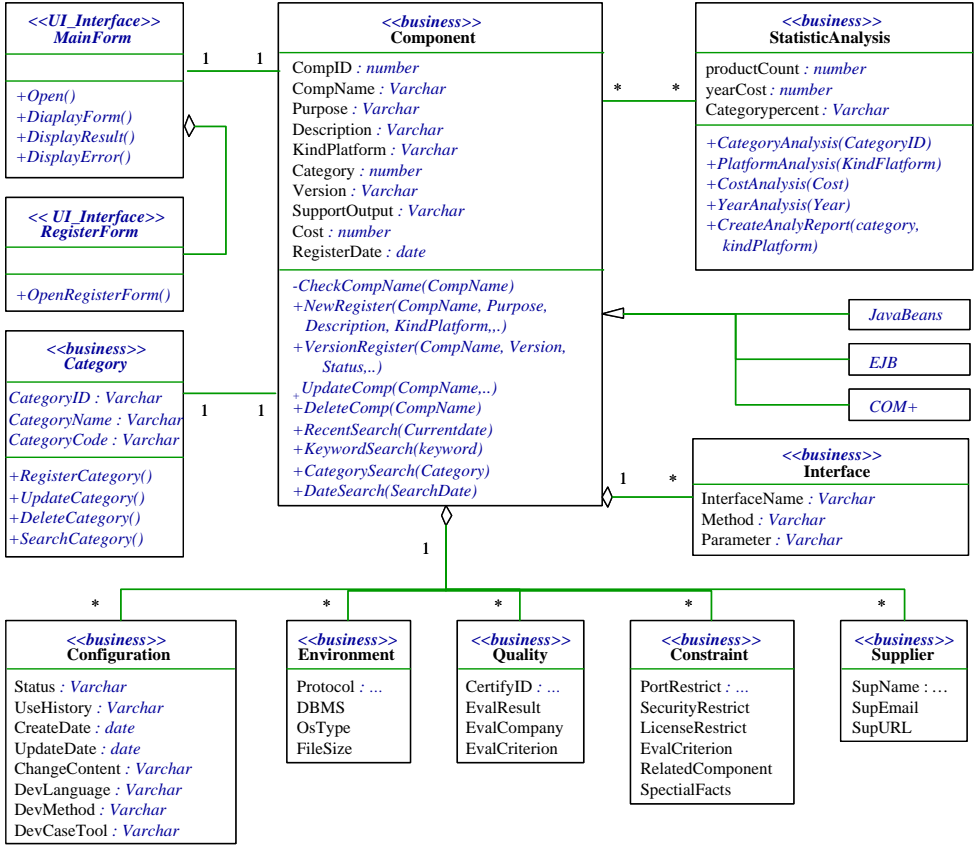 <<UI_Interface>>
MainForm
+Open()
+DiaplayForm()
+DisplayResult()
+DisplayError()
1
1
<< UI_Interface>>
RegisterForm
+OpenRegisterForm()
<<business>>
Category
CategoryID : Varchar
CategoryName : Varchar
CategoryCode : Varchar
+RegisterCategory()
+UpdateCategory()
+DeleteCategory()
+SearchCategory()
1
1
<<business>>
Component
CompID : number
CompName : Varchar
Purpose : Varchar
Description : Varchar
KindPlatform : Varchar
Category : number
Version : Varchar
SupportOutput : Varchar
Cost : number
RegisterDate : date
-CheckCompName(CompName)
+NewRegister(CompName, Purpose,
Description, KindPlatform,,.)
+VersionRegister(CompName, Version,
Status,..)
+UpdateComp(CompName,..)
+DeleteComp(CompName)
+RecentSearch(Currentdate)
+KeywordSearch(keyword)
+CategorySearch(Category)
+DateSearch(SearchDate)
*
*
<<business>>
StatisticAnalysis
productCount : number
yearCost : number
Categorypercent : Varchar
+CategoryAnalysis(CategoryID)
+PlatformAnalysis(KindFlatform)
+CostAnalysis(Cost)
+YearAnalysis(Year)
+CreateAnalyReport(category,
kindPlatform)
JavaBeans
EJB
COM+
1
*
<<business>>
Interface
InterfaceName : Varchar
Method : Varchar
Parameter : Varchar
1
*
*
*
*
*
<<business>>
Configuration
Status : Varchar
UseHistory : Varchar
CreateDate : date
UpdateDate : date
ChangeContent : Varchar
DevLanguage : Varchar
DevMethod : Varchar
DevCaseTool : Varchar
<<business>>
Environment
Protocol : ...
DBMS
OsType
FileSize
<<business>>
Quality
CertifyID : ...
EvalResult
EvalCompany
EvalCriterion
<<business>>
Constraint
PortRestrict : ...
SecurityRestrict
LicenseRestrict
EvalCriterion
RelatedComponent
SpectialFacts
<<business>>
Supplier
SupName : ...
SupEmail
SupURL